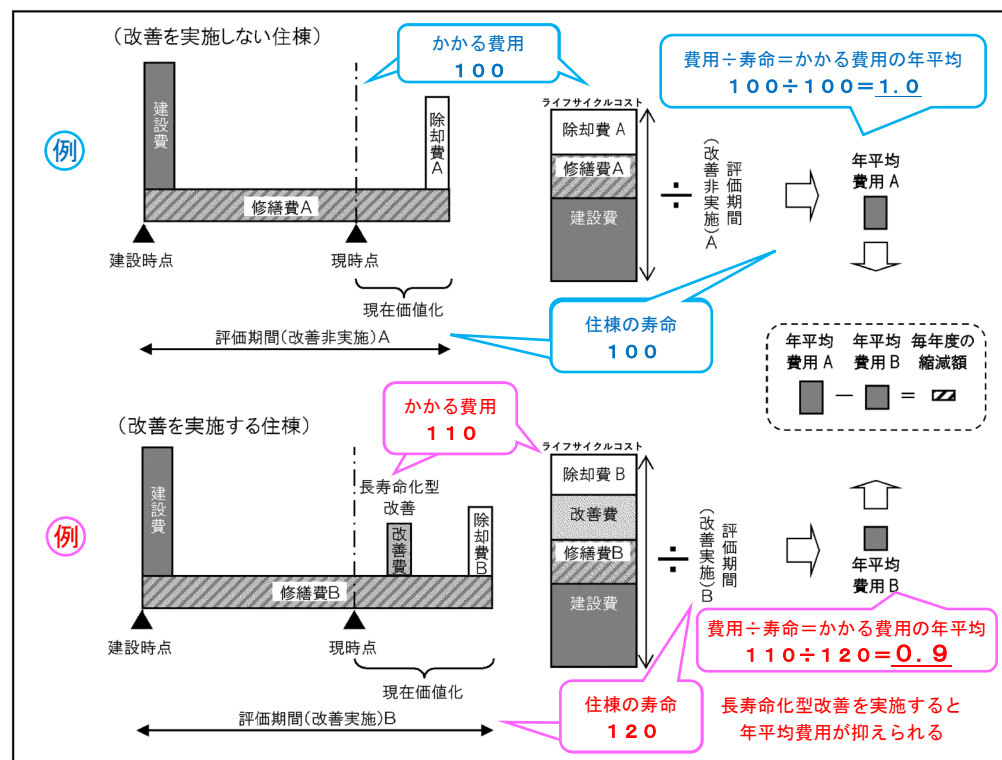 (改善を実施しない住棟)
かかる費用
100
費用÷寿命=かかる費用の年平均
100÷100=1.0
例
建設費
除却費A
修繕費A
建設時点
現時点
現在価値化
評価期間(改善非実施)A
ライフサイクルコスト
除却費A
修繕費A
建設費
÷
評価期間
(改善非実施)A
年平均
費用A
住棟の寿命
100
年平均
費用A
年平均
費用B
毎年度の
縮減額
－
=
(改善を実施する住棟)
かかる費用
110
例
建設費
長寿命化型
改善
改善費
除却費B
修繕費B
建設時点
現時点
現在価値化
評価期間(改善実施)B
ライフサイクルコスト
除却費B
改善費
修繕費B
建設費
÷
評価期間
(改善実施)B
年平均
費用B
費用÷寿命=かかる費用の年平均
110÷120=0.9
住棟の寿命
120
長寿命化型改善を実施すると
年平均費用が抑えられる